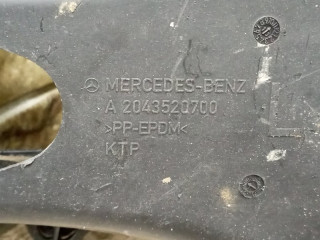 MERCEDES-BENZ
A 2043520700
>PP-EPDM<
KTP
L